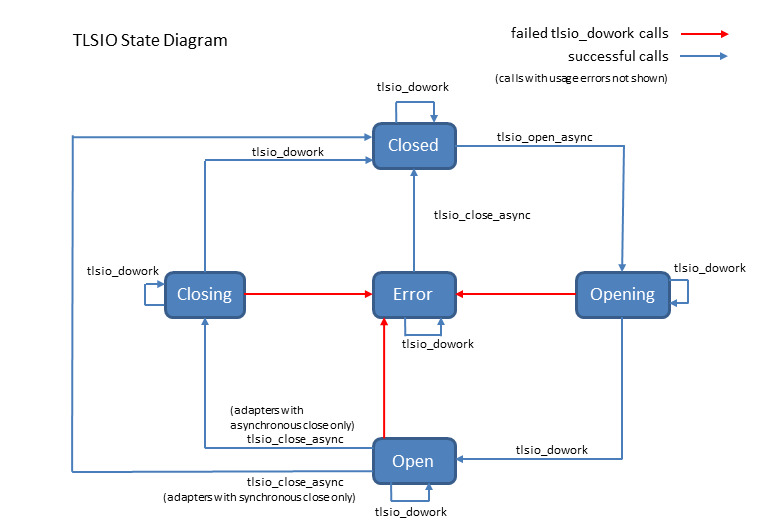 TLSIO State Diagram
failed tlsio_dowork calls
successful calls
(calls with usage errors not shown)
tlsio_dowork
Closed
tlsio_open_async
tlsio_dowork
tlsio_close_async
tlsio_dowork
Closing
Error
Opening
tlsio_dowork
tlsio_dowork
(adapters with
asynchronous close only)
tlsio_close_async
Open
tlsio_dowork
tlsio_close_async
(adapters with synchronous close only)
tlsio_dowork